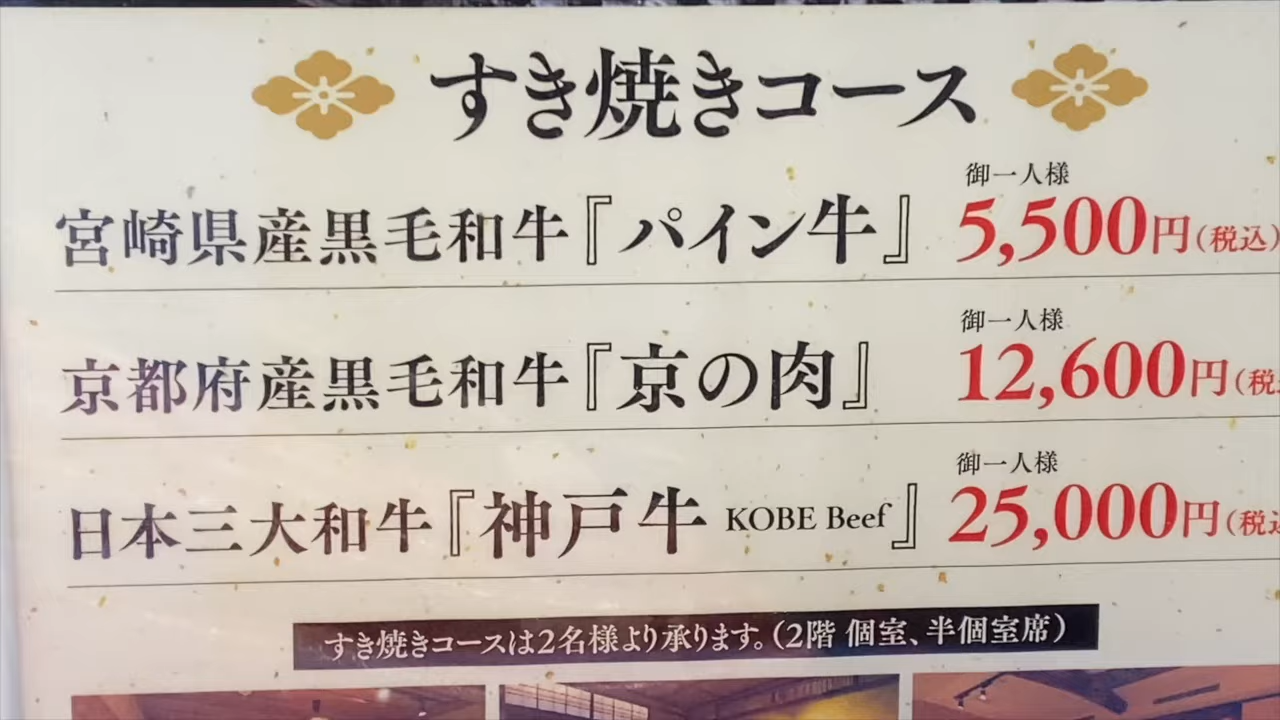 すき焼きコース
御一人様
宮崎県産黒毛和牛『パイン牛』 5,500円(税込)
御一人様
京都府産黒毛和牛『京の肉』 12,600円(税
御一人様
日本三大和牛『神戸牛 KOBE Beef』 25,000円(税
すき焼きコースは2名様より承ります。(2階 個室、半個室席)